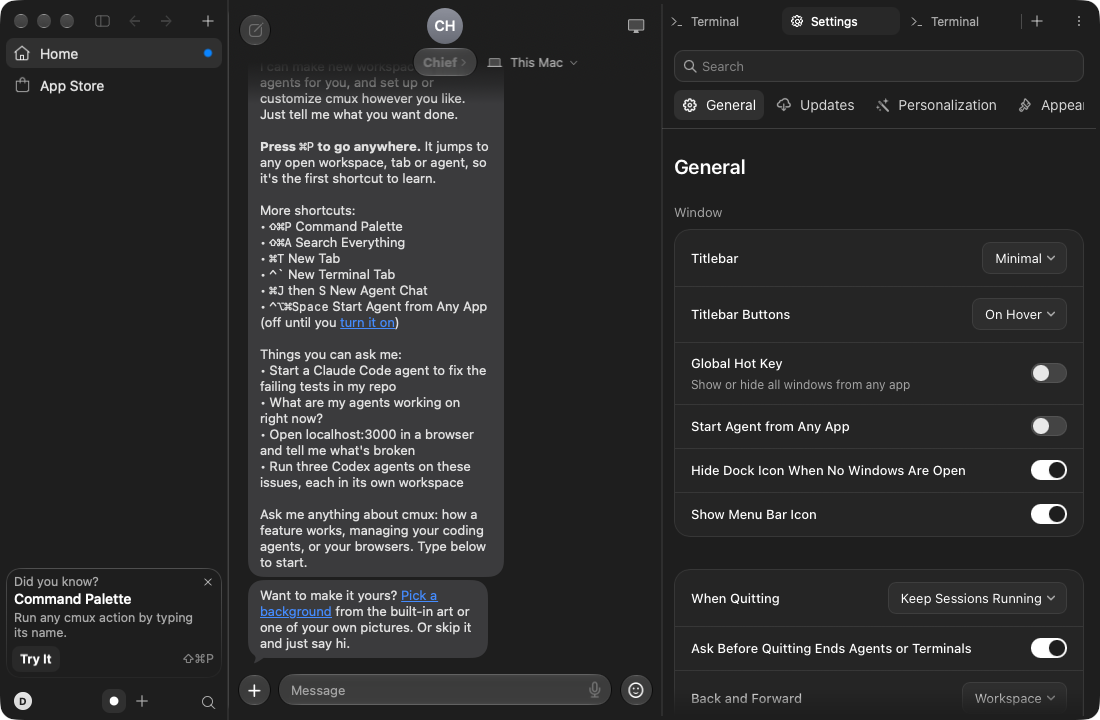 Home
App Store
Did you know?
Command Palette
Run any cmux action by typing
its name.
Try It
⇧⌘P
D
CH
Chief ›
This Mac
I can make new workspac
agents for you, and set up or
customize cmux however you like.
Just tell me what you want done.
Press ⌘P to go anywhere. It jumps to
any open workspace, tab or agent, so
it's the first shortcut to learn.
More shortcuts:
• ⇧⌘P Command Palette
• ⇧⌘A Search Everything
• ⌘T New Tab
• ^` New Terminal Tab
• ⌘J then S New Agent Chat
• ^⌥⌘Space Start Agent from Any App
(off until you turn it on)
Things you can ask me:
• Start a Claude Code agent to fix the
failing tests in my repo
• What are my agents working on
right now?
• Open localhost:3000 in a browser
and tell me what's broken
• Run three Codex agents on these
issues, each in its own workspace
Ask me anything about cmux: how a
feature works, managing your coding
agents, or your browsers. Type below
to start.
Want to make it yours? Pick a
background from the built-in art or
one of your own pictures. Or skip it
and just say hi.
Message
Terminal
Settings
Terminal
Search
General
Updates
Personalization
Appear
General
Window
Titlebar
Minimal
Titlebar Buttons
On Hover
Global Hot Key
Show or hide all windows from any app
Start Agent from Any App
Hide Dock Icon When No Windows Are Open
Show Menu Bar Icon
When Quitting
Keep Sessions Running
Ask Before Quitting Ends Agents or Terminals
Back and Forward
Workspace